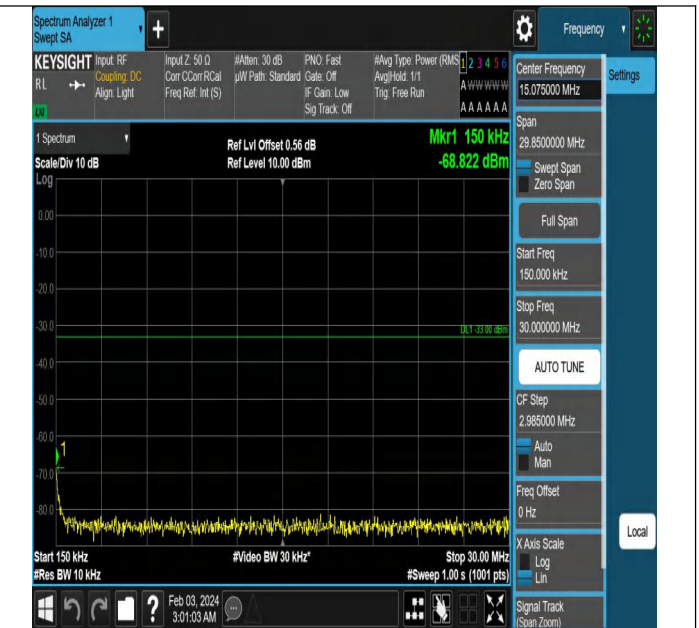 Spectrum Analyzer 1
Swept SA
+
Frequency
KEYSIGHT
RL
Input: RF
Coupling: DC
Align: Light
Input Z: 50 Ω
Corr CCorr RCal
Freq Ref: Int (S)
#Atten: 30 dB
µW Path: Standard
PNO: Fast
Gate: Off
IF Gain: Low
Sig Track: Off
#Avg Type: Power (RMS
Avg|Hold: 1/1
Trig: Free Run
1 2 3 4 5 6
A W W W W W
A A A A A A
1 Spectrum
Scale/Div 10 dB
Log
Ref Lvl Offset 0.56 dB
Ref Level 10.00 dBm
Mkr1 150 kHz
-68.822 dBm
0.00
-10.0
-20.0
-30.0
DL1 -33.00 dBm
-40.0
-50.0
-60.0
1
-70.0
-80.0
Start 150 kHz
#Res BW 10 kHz
#Video BW 30 kHz*
Stop 30.00 MHz
#Sweep 1.00 s (1001 pts)
?
Feb 03, 2024
3:01:03 AM
Center Frequency
15.075000 MHz
Settings
Span
29.8500000 MHz
Swept Span
Zero Span
Full Span
Start Freq
150.000 kHz
Stop Freq
30.000000 MHz
AUTO TUNE
CF Step
2.985000 MHz
Auto
Man
Freq Offset
0 Hz
X Axis Scale
Log
Lin
Local
Signal Track
(Span Zoom)